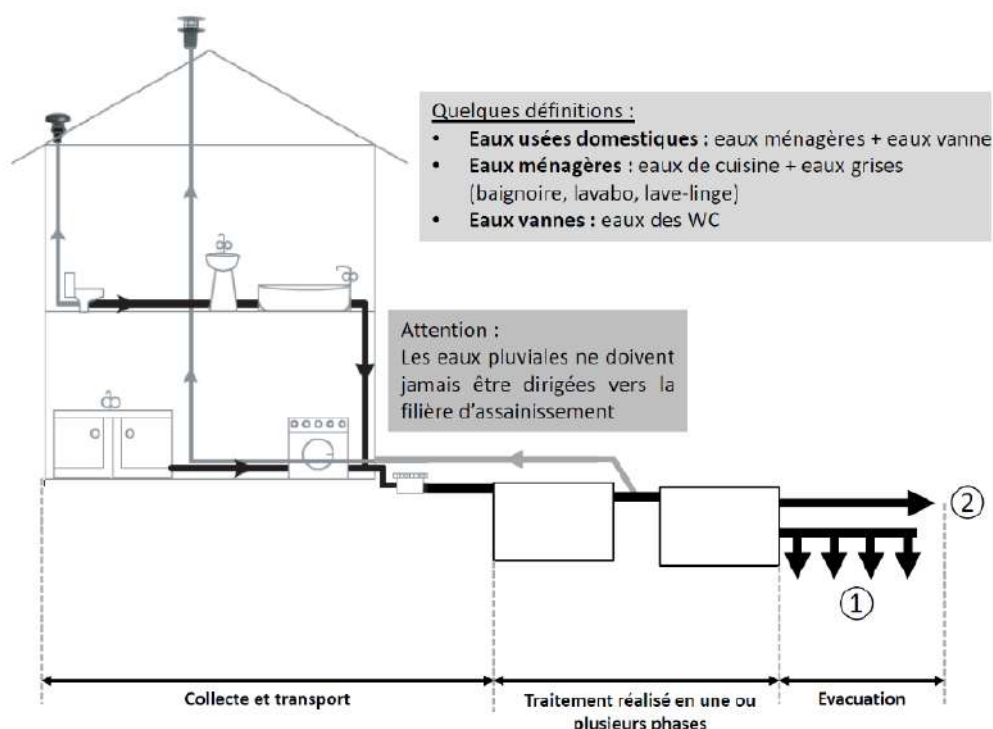 Quelques définitions :
• Eaux usées domestiques : eaux ménagères + eaux vanne
• Eaux ménagères : eaux de cuisine + eaux grises
(baignoire, lavabo, lave-linge)
• Eaux vannes : eaux des WC
Attention :
Les eaux pluviales ne doivent
jamais être dirigées vers la
filière d'assainissement
②
①
Collecte et transport
Traitement réalisé en une ou
plusieurs phases
Evacuation